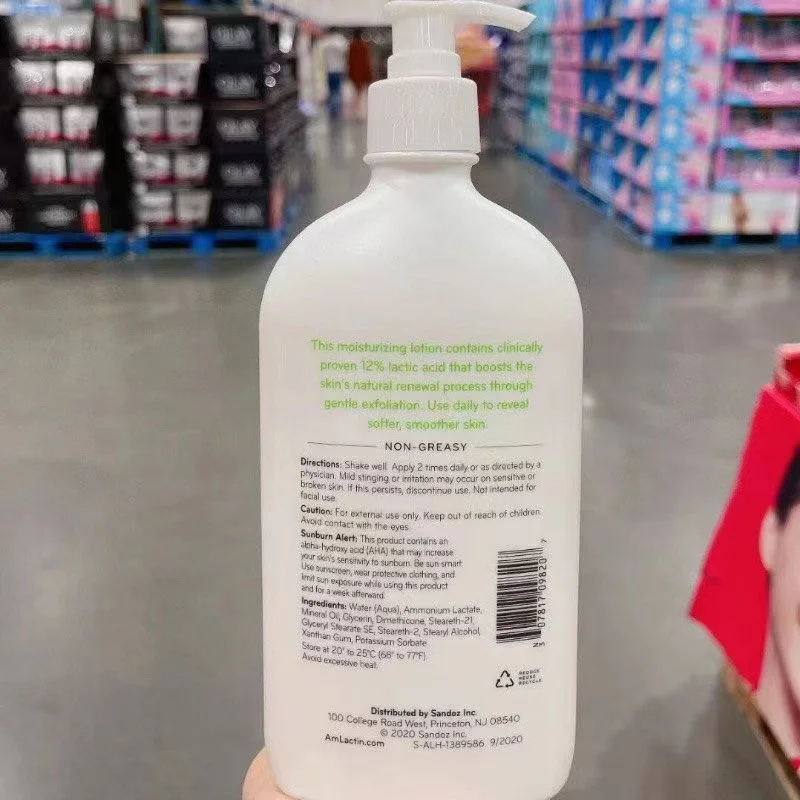 This moisturizing lotion contains clinically
proven 12% lactic acid that boosts the
skin's natural renewal process through
gentle exfoliation. Use daily to reveal
softer, smoother skin.
NON-GREASY
Directions: Shake well. Apply 2 times daily or as directed by a
physician. Mild stinging or irritation may occur on sensitive or
broken skin. If this persists, discontinue use. Not intended for
facial use.
Caution: For external use only. Keep out of reach of children.
Avoid contact with the eyes.
Sunburn Alert: This product contains an
alpha-hydroxy acid (AHA) that may increase
your skin's sensitivity to sunburn. Be sun smart
Use sunscreen, wear protective clothing, and
limit sun exposure while using this product
and for a week afterward.
Ingredients: Water (Aqua), Ammonium Lactate,
Mineral Oil, Glycerin, Dimethicone, Steareth-21,
Glyceryl Stearate SE, Steareth-2, Stearyl Alcohol,
Xanthan Gum, Potassium Sorbate
Store at 20° to 25°C (68° to 77°F).
Avoid excessive heat.
07817 09820 7
REDUCE
REUSE
RECYCLE
Distributed by Sandoz Inc.
100 College Road West, Princeton, NJ 08540
© 2020 Sandoz Inc.
AmLactin.com S-ALH-1389586 9/2020